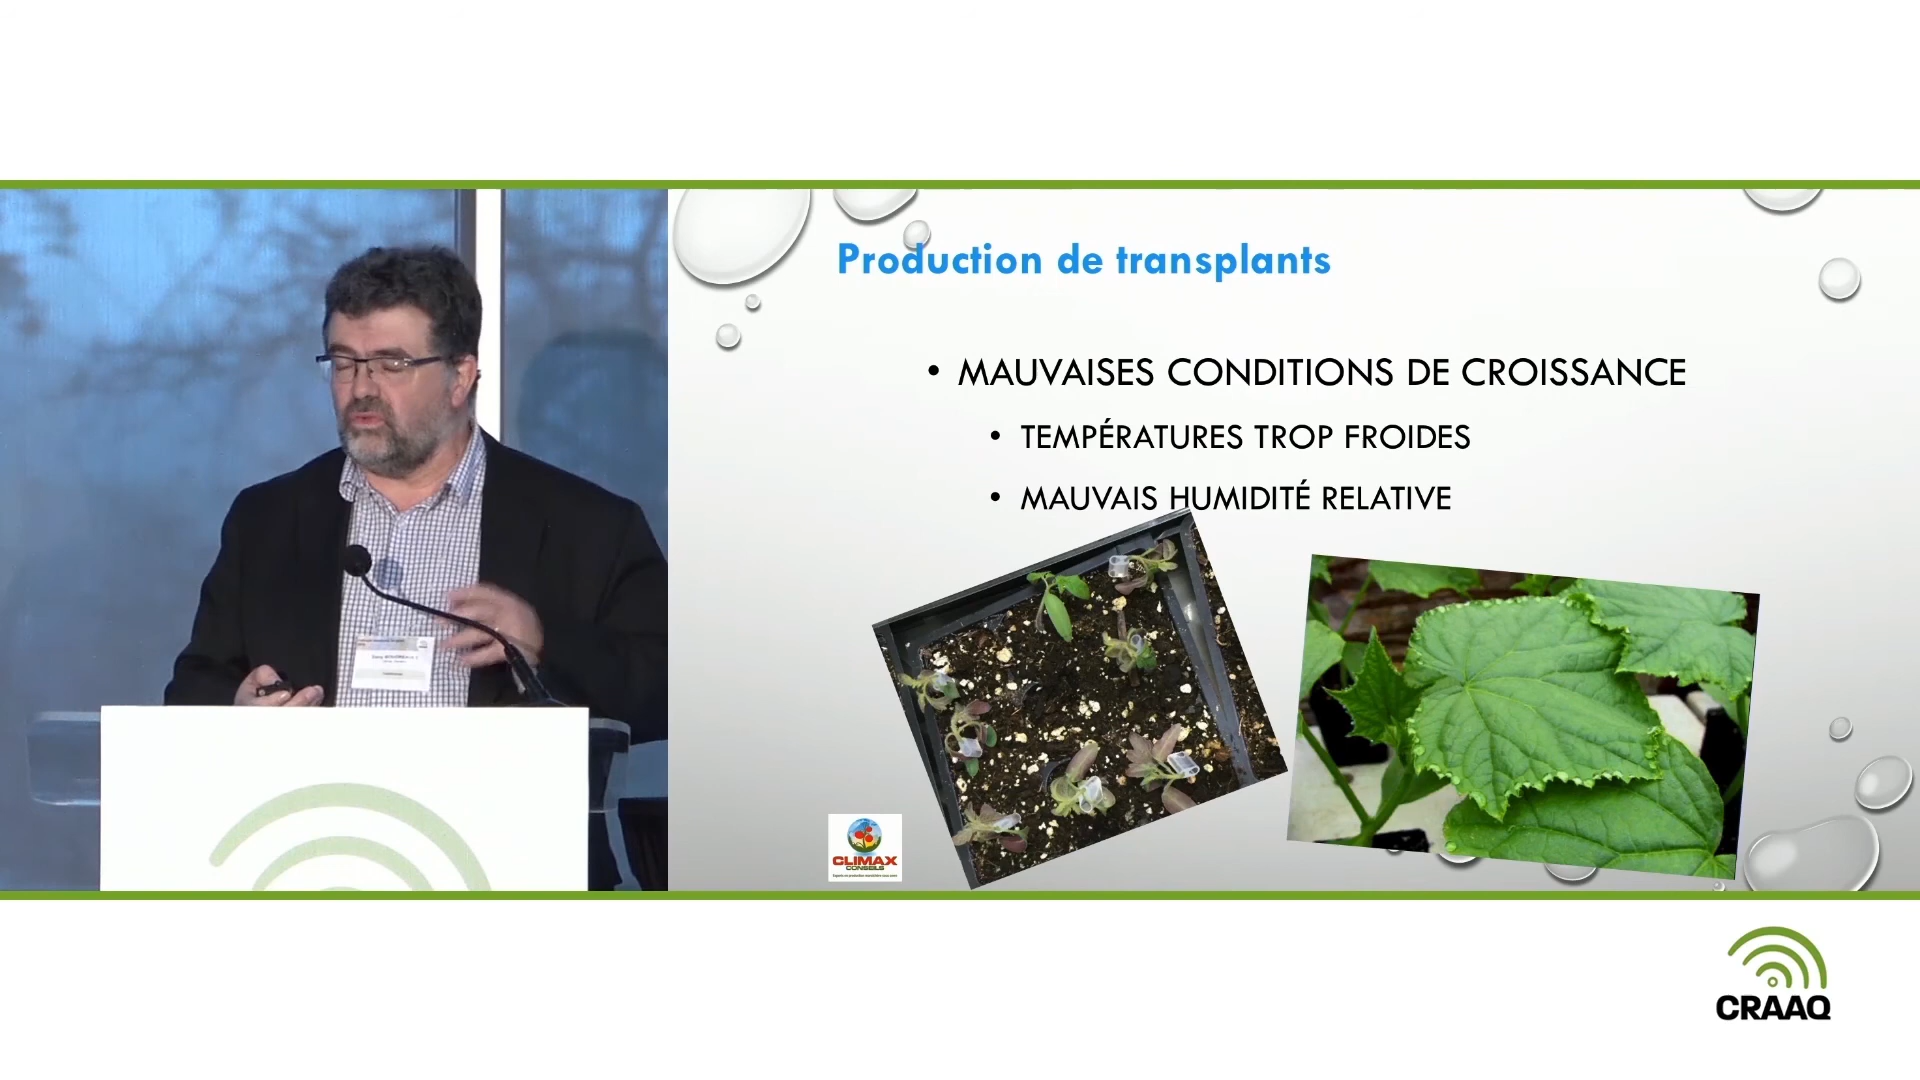 Production de transplants
• MAUVAISES CONDITIONS DE CROISSANCE
• TEMPÉRATURES TROP FROIDES
• MAUVAIS HUMIDITÉ RELATIVE
CLIMAX
CONSEILS
CRAAQ